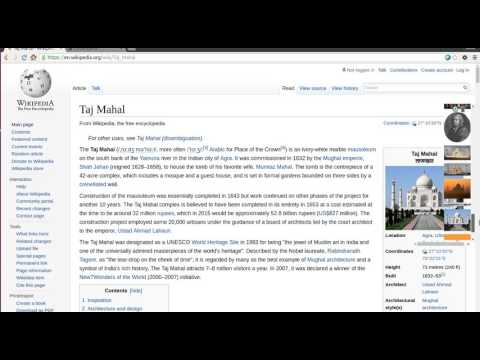 https://en.wikipedia.org/wiki/Taj_Mahal
Not logged in Talk Contributions Create account Log in
Article Talk Read View source View history
WIKIPEDIA
The Free Encyclopedia
Main page
Contents
Featured content
Current events
Random article
Donate to Wikipedia
Wikipedia store
Interaction
Help
About Wikipedia
Community portal
Recent changes
Contact page
Tools
What links here
Related changes
Upload file
Special pages
Permanent link
Page information
Wikidata item
Cite this page
Print/export
Create a book
Download as PDF
Taj Mahal
From Wikipedia, the free encyclopedia
Coordinates:
For other uses, see Taj Mahal (disambiguation).
The Taj Mahal more often Arabic for Place of the Crown is an ivory-white marble mausoleum
on the south bank of the Yamuna river in the Indian city of Agra. It was commissioned in 1632 by the Mughal emperor,
Shah Jahan (reigned 1628–1658), to house the tomb of his favorite wife, Mumtaz Mahal. The tomb is the centerpiece of a
42-acre complex, which includes a mosque and a guest house, and is set in formal gardens bounded on three sides by a
crenellated wall.
Construction of the mausoleum was essentially completed in 1643 but work continued on other phases of the project for
another 10 years. The Taj Mahal complex is believed to have been completed in its entirety in 1653 at a cost estimated at
the time to be around 32 million rupees, which in 2015 would be approximately 52.8 billion rupees (US$827 million). The
construction project employed some 20,000 artisans under the guidance of a board of architects led by the court architect
to the emperor, Ustad Ahmad Lahauri.
The Taj Mahal was designated as a UNESCO World Heritage Site in 1983 for being "the jewel of Muslim art in India and
one of the universally admired masterpieces of the world's heritage". Described by Nobel laureate Rabindranath
Tagore, as "the tear-drop on the cheek of time", it is regarded by many as the best example of Mughal architecture and a
symbol of India's rich history. The Taj Mahal attracts 7–8 million visitors a year. In 2007, it was declared a winner of the
New7Wonders of the World (2000–2007) initiative.
Contents [hide]
1 Inspiration
2 Architecture and design
Taj Mahal
Location: Agra,
Coordinates
Height 73 metres (240 ft)
Built 1632–53
Architect Ustad Ahmad
Lahauri
Architectural Mughal
style(s) architecture